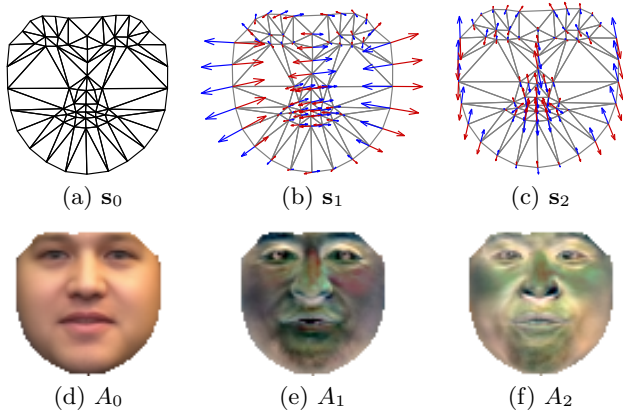 (a) s₀
(b) s₁
(c) s₂
(d) A₀
(e) A₁
(f) A₂